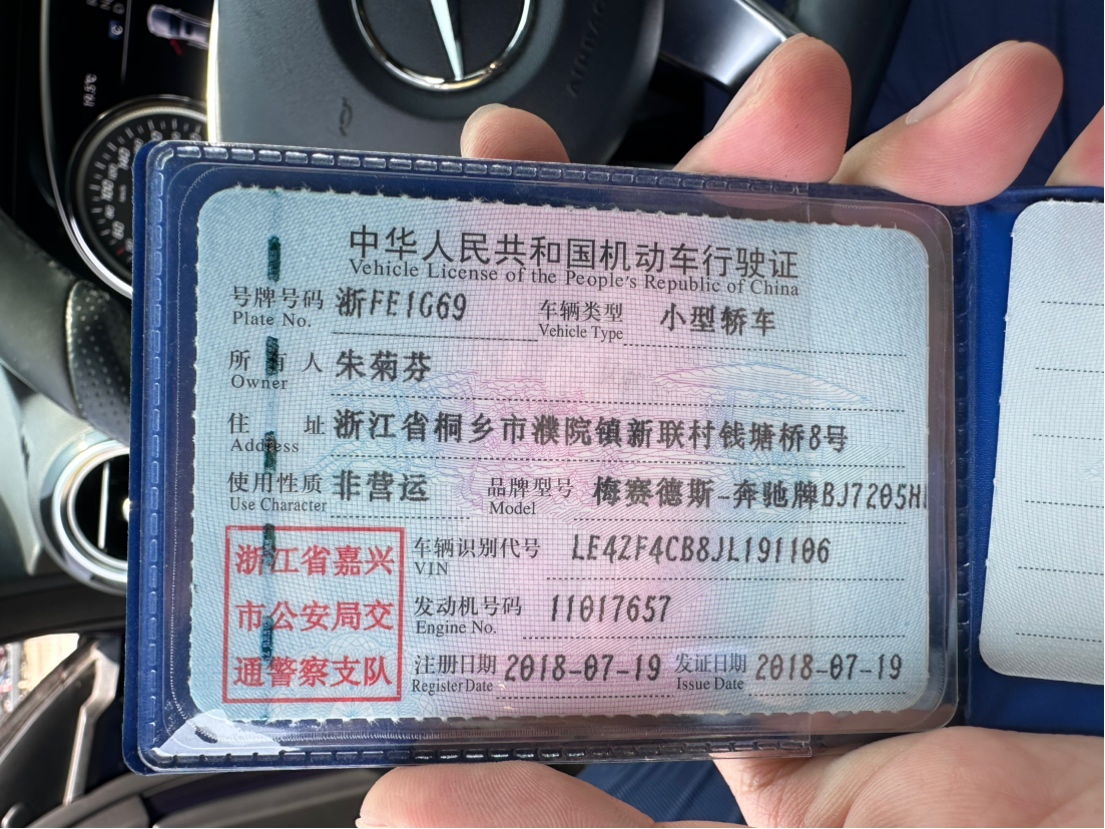 中华人民共和国机动车行驶证
Vehicle License of the People's Republic of China
号牌号码 浙FE1G69 车辆类型 小型轿车
Plate No. Vehicle Type
所有人 朱菊芬
Owner
住址 浙江省桐乡市濮院镇新联村钱塘桥8号
Address
使用性质 非营运 品牌型号 梅赛德斯-奔驰牌BJ7205H
Use Character Model
浙江省嘉兴
市公安局交
通警察支队
车辆识别代号 LE4ZF4CB8JL191106
VIN
发动机号码 11017657
Engine No.
注册日期 2018-07-19 发证日期 2018-07-19
Register Date Issue Date